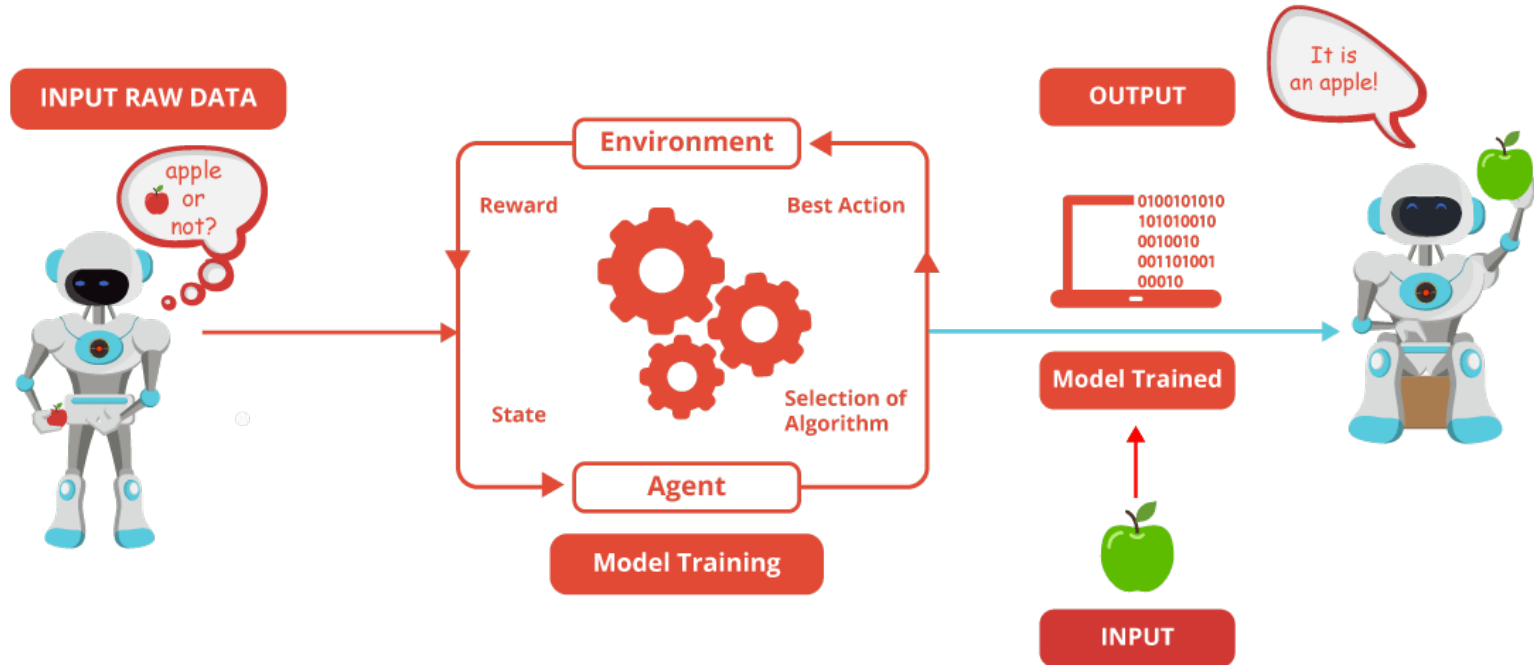 INPUT RAW DATA
apple
or
not?
Environment
Reward
Best Action
State
Selection of
Algorithm
Agent
Model Training
OUTPUT
0100101010
101010010
0010010
001101001
00010
Model Trained
INPUT
It is
an apple!